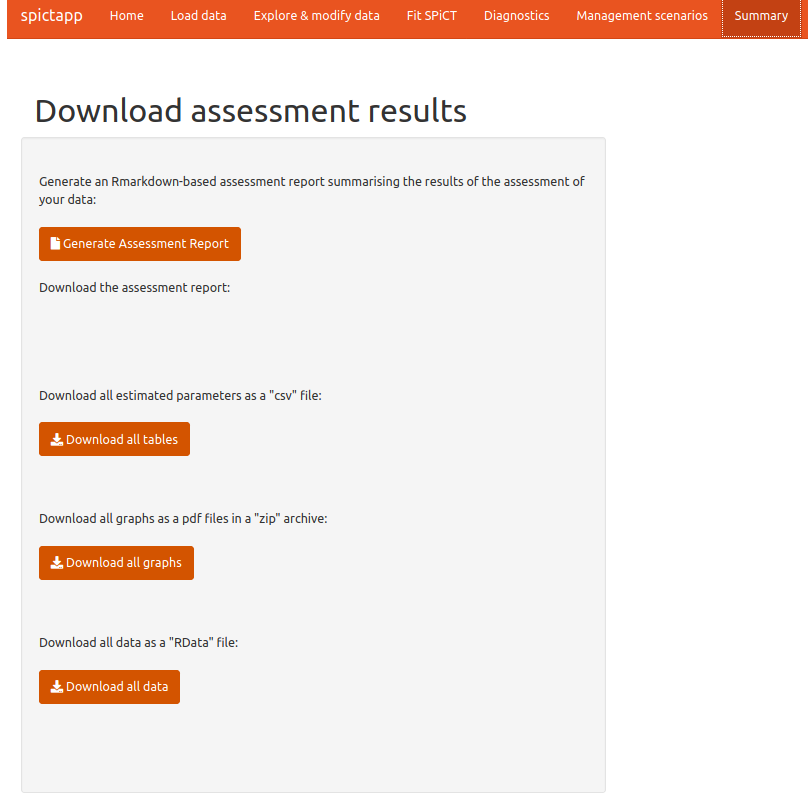 spictapp Home Load data Explore & modify data Fit SPiCT Diagnostics Management scenarios Summary
Download assessment results
Generate an Rmarkdown-based assessment report summarising the results of the assessment of
your data:
Generate Assessment Report
Download the assessment report:
Download all estimated parameters as a "csv" file:
Download all tables
Download all graphs as a pdf files in a "zip" archive:
Download all graphs
Download all data as a "RData" file:
Download all data